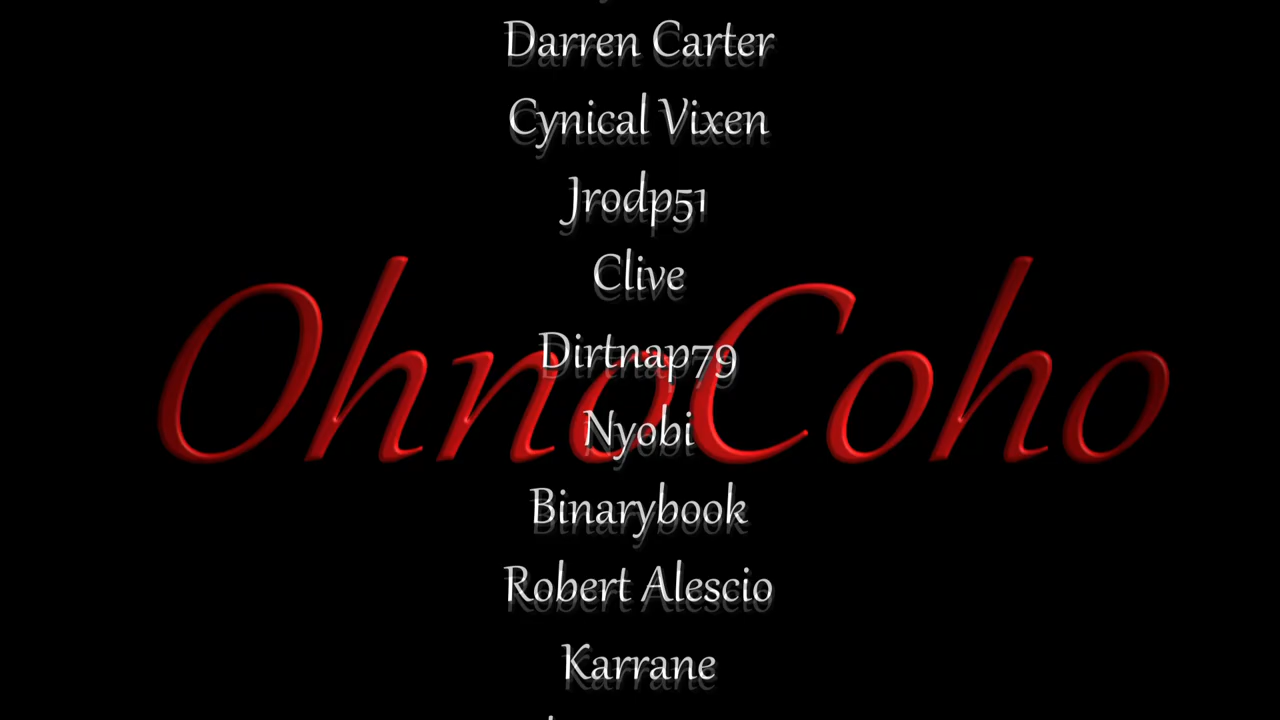 Darren Carter
Cynical Vixen
Jrodp51
Clive
OhnoCoho
Dirtnap79
Nyobi
Binarybook
Robert Alescio
Karrane